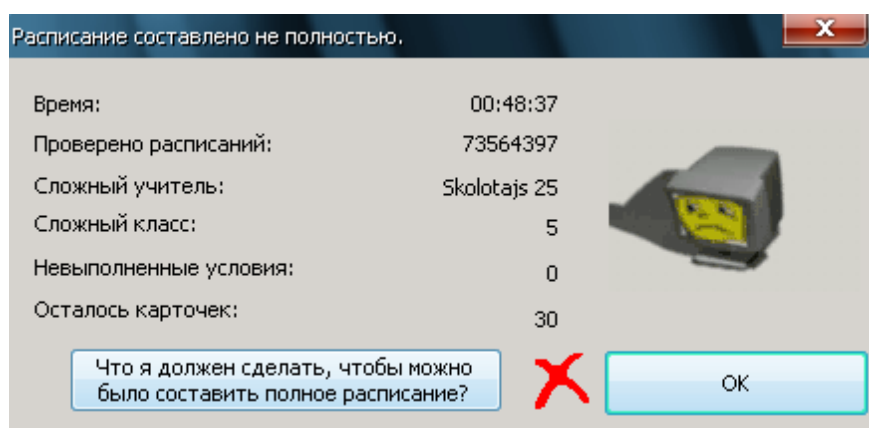 Расписание составлено не полностью.
Время: 00:48:37
Проверено расписаний: 73564397
Сложный учитель: Skolotajs 25
Сложный класс: 5
Невыполненные условия: 0
Осталось карточек: 30
Что я должен сделать, чтобы можно
было составить полное расписание?
OK